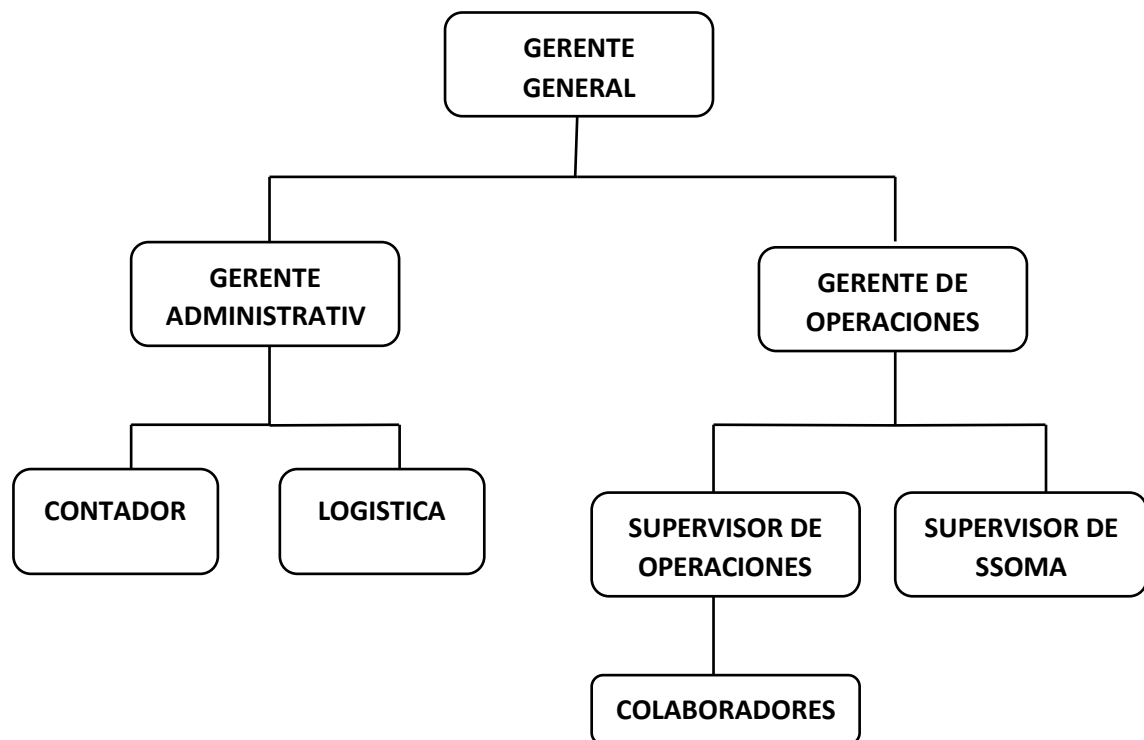 GERENTE
GENERAL
GERENTE
ADMINISTRATIV
GERENTE DE
OPERACIONES
CONTADOR
LOGISTICA
SUPERVISOR DE
OPERACIONES
SUPERVISOR DE
SSOMA
COLABORADORES